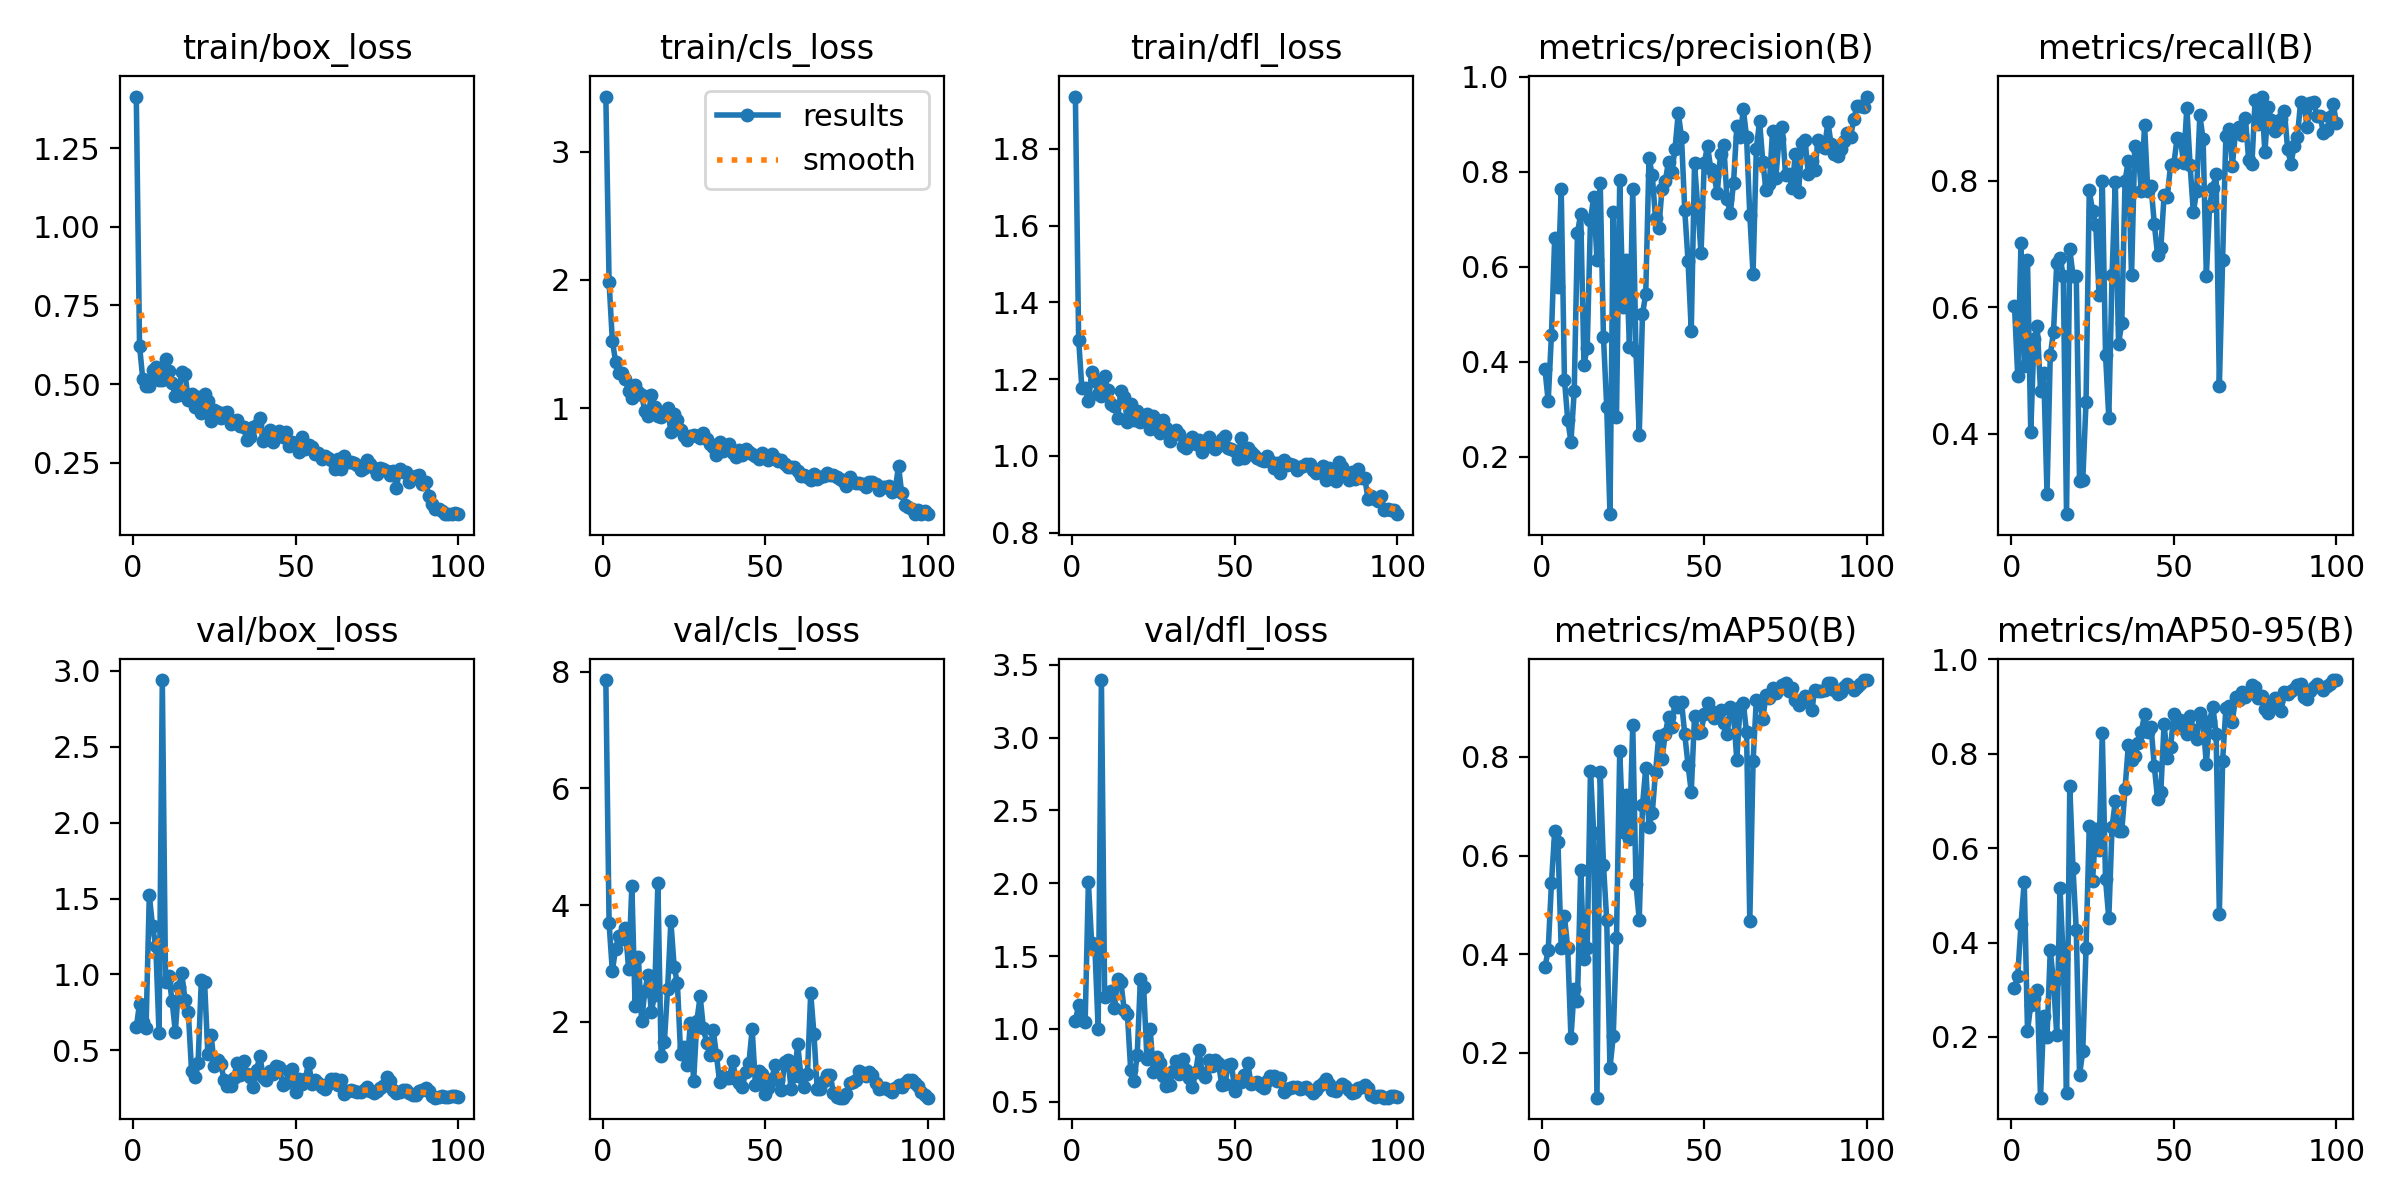 train/box_loss
1.25
1.00
0.75
0.50
0.25
0 50 100
train/cls_loss
results
smooth
3
2
1
0 50 100
train/dfl_loss
1.8
1.6
1.4
1.2
1.0
0.8
0 50 100
metrics/precision(B)
1.0
0.8
0.6
0.4
0.2
0 50 100
metrics/recall(B)
0.8
0.6
0.4
0 50 100
val/box_loss
3.0
2.5
2.0
1.5
1.0
0.5
0 50 100
val/cls_loss
8
6
4
2
0 50 100
val/dfl_loss
3.5
3.0
2.5
2.0
1.5
1.0
0.5
0 50 100
metrics/mAP50(B)
0.8
0.6
0.4
0.2
0 50 100
metrics/mAP50-95(B)
1.0
0.8
0.6
0.4
0.2
0 50 100